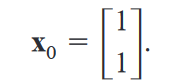 x₀ = [1
1].